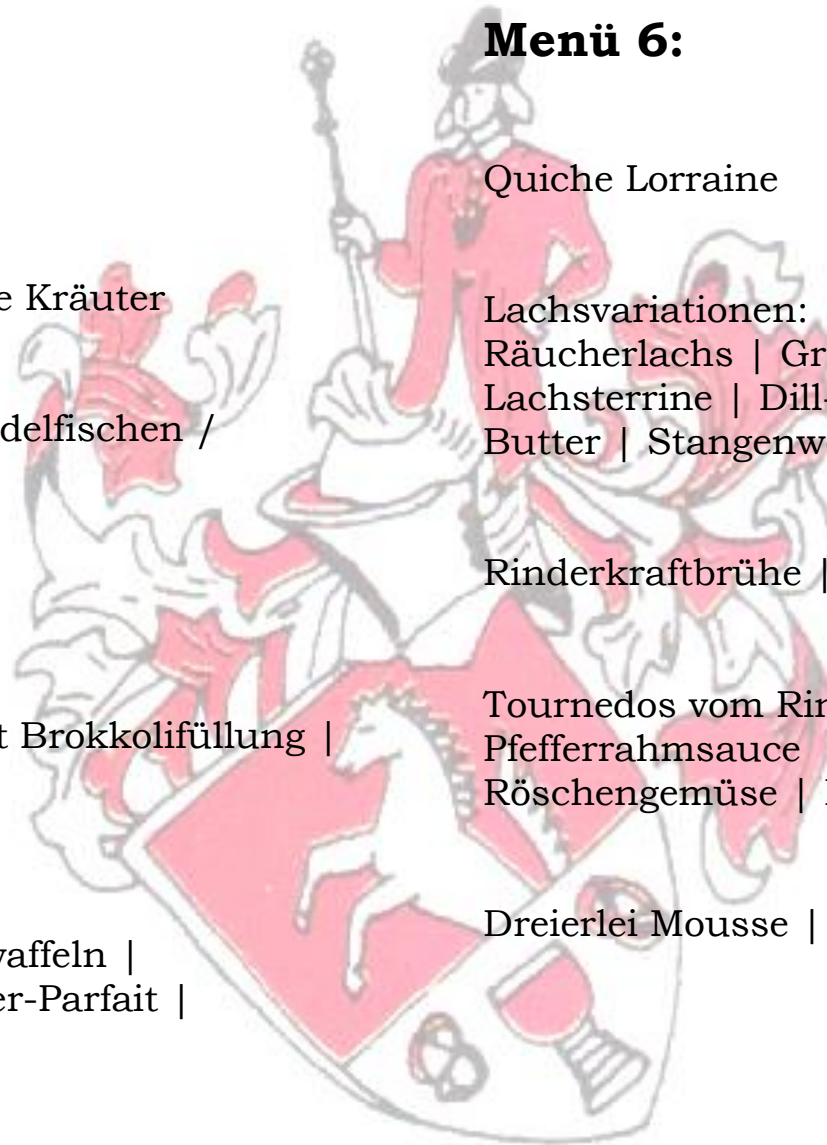 e Kräuter
delfischen /
t Brokkolifüllung |
waffeln |
er-Parfait |
Menü 6:
Quiche Lorraine
Lachsvariationen:
Räucherlachs | Gr
Lachsterrine | Dill-
Butter | Stangenw
Rinderkraftbrühe |
Tournedos vom Rin
Pfefferrahmsauce
Röschengemüse |
Dreierlei Mousse |